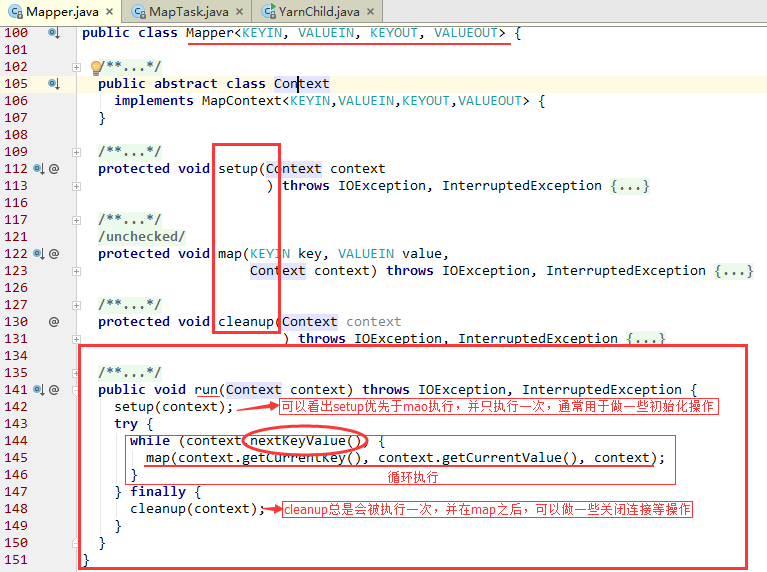 Mapper.java × MapTask.java × YarnChild.java ×
100 public class Mapper<KEYIN, VALUEIN, KEYOUT, VALUEOUT> {
101
102 /**...*/
105 public abstract class Context
106 implements MapContext<KEYIN,VALUEIN,KEYOUT,VALUEOUT> {
107 }
108
109 /**...*/
112 @ protected void setup(Context context
113 ) throws IOException, InterruptedException {...}
116
117 /**...*/
121 /unchecked/
122 @ protected void map(KEYIN key, VALUEIN value,
123 Context context) throws IOException, InterruptedException {...}
126
127 /**...*/
130 @ protected void cleanup(Context context
131 ) throws IOException, InterruptedException {...}
134
135 /**...*/
141 @ public void run(Context context) throws IOException, InterruptedException {
142 setup(context); 可以看出setup优先于mao执行，并只执行一次，通常用于做一些初始化操作
143 try {
144 while (context.nextKeyValue()) {
145 map(context.getCurrentKey(), context.getCurrentValue(), context);
146 } 循环执行
147 } finally {
148 cleanup(context); cleanup总是会被执行一次，并在map之后，可以做一些关闭连接等操作
149 }
150 }
151 }